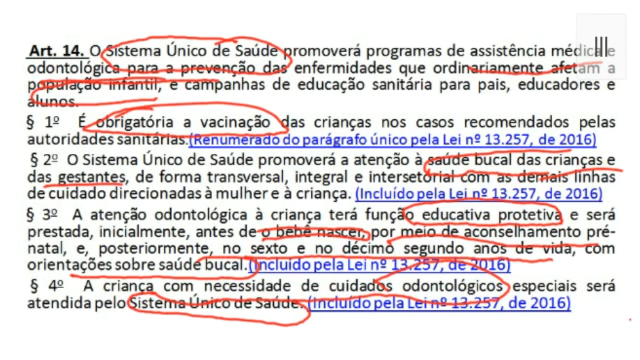 Art. 14. O Sistema Único de Saúde promoverá programas de assistência médica e
odontológica para a prevenção das enfermidades que ordinariamente afetam a
população infantil, e campanhas de educação sanitária para pais, educadores e
alunos.
§ 1º É obrigatória a vacinação das crianças nos casos recomendados pelas
autoridades sanitárias.(Renumerado do parágrafo único pela Lei nº 13.257, de 2016)
§ 2º O Sistema Único de Saúde promoverá a atenção à saúde bucal das crianças e
das gestantes, de forma transversal, integral e intersetorial com as demais linhas
de cuidado direcionadas à mulher e à criança. (Incluído pela Lei nº 13.257, de 2016)
§ 3º A atenção odontológica à criança terá função educativa protetiva e será
prestada, inicialmente, antes de o bebê nascer, por meio de aconselhamento pré-
natal, e, posteriormente, no sexto e no décimo segundo anos de vida, com
orientações sobre saúde bucal.(Incluído pela Lei nº 13.257, de 2016)
§ 4º A criança com necessidade de cuidados odontológicos especiais será
atendida pelo Sistema Único de Saúde. (Incluído pela Lei nº 13.257, de 2016)